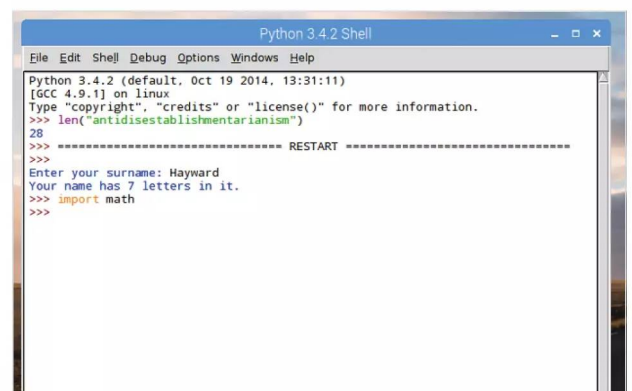 Python 3.4.2 Shell
File Edit Shell Debug Options Windows Help
Python 3.4.2 (default, Oct 19 2014, 13:31:11)
[GCC 4.9.1] on linux
Type "copyright", "credits" or "license()" for more information.
>>> len("antidisestablishmentarianism")
28
>>> ================================ RESTART ================================
>>>
Enter your surname: Hayward
Your name has 7 letters in it.
>>> import math
>>>